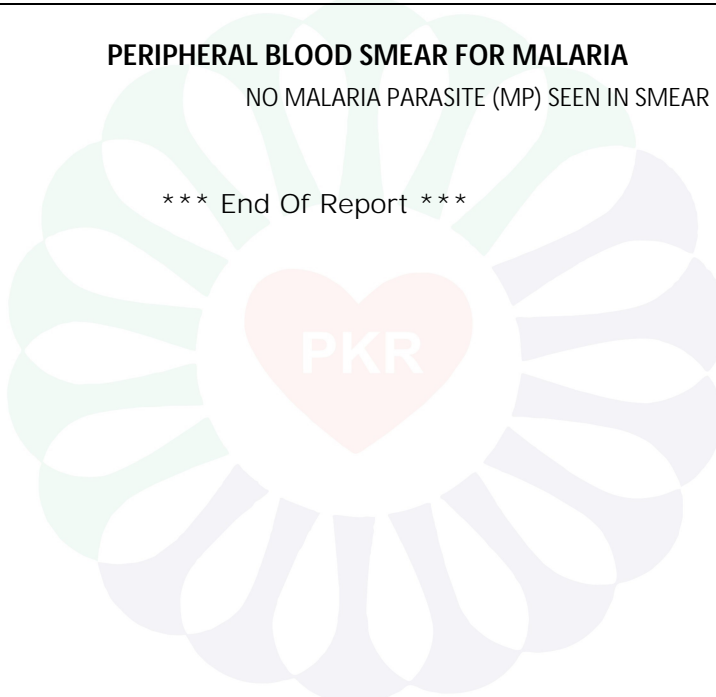 PERIPHERAL BLOOD SMEAR FOR MALARIA
NO MALARIA PARASITE (MP) SEEN IN SMEAR
*** End Of Report ***
PKR